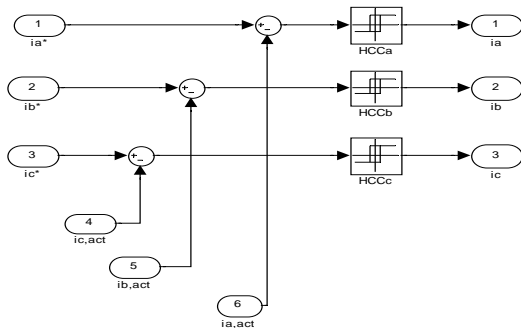 1
ia*
+
-
HCCa
1
ia
2
ib*
+
-
HCCb
2
ib
3
ic*
+
-
HCCc
3
ic
4
ic,act
5
ib,act
6
ia,act